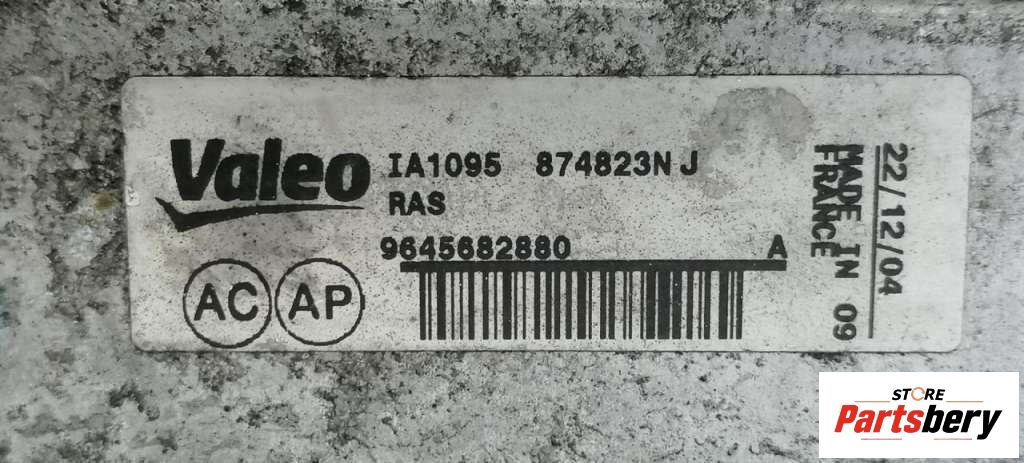 Valeo
IA1095 874823N J
RAS
9645682880 A
AC AP
22/12/04
MADE IN 09
FRANCE
STORE
Partsbery